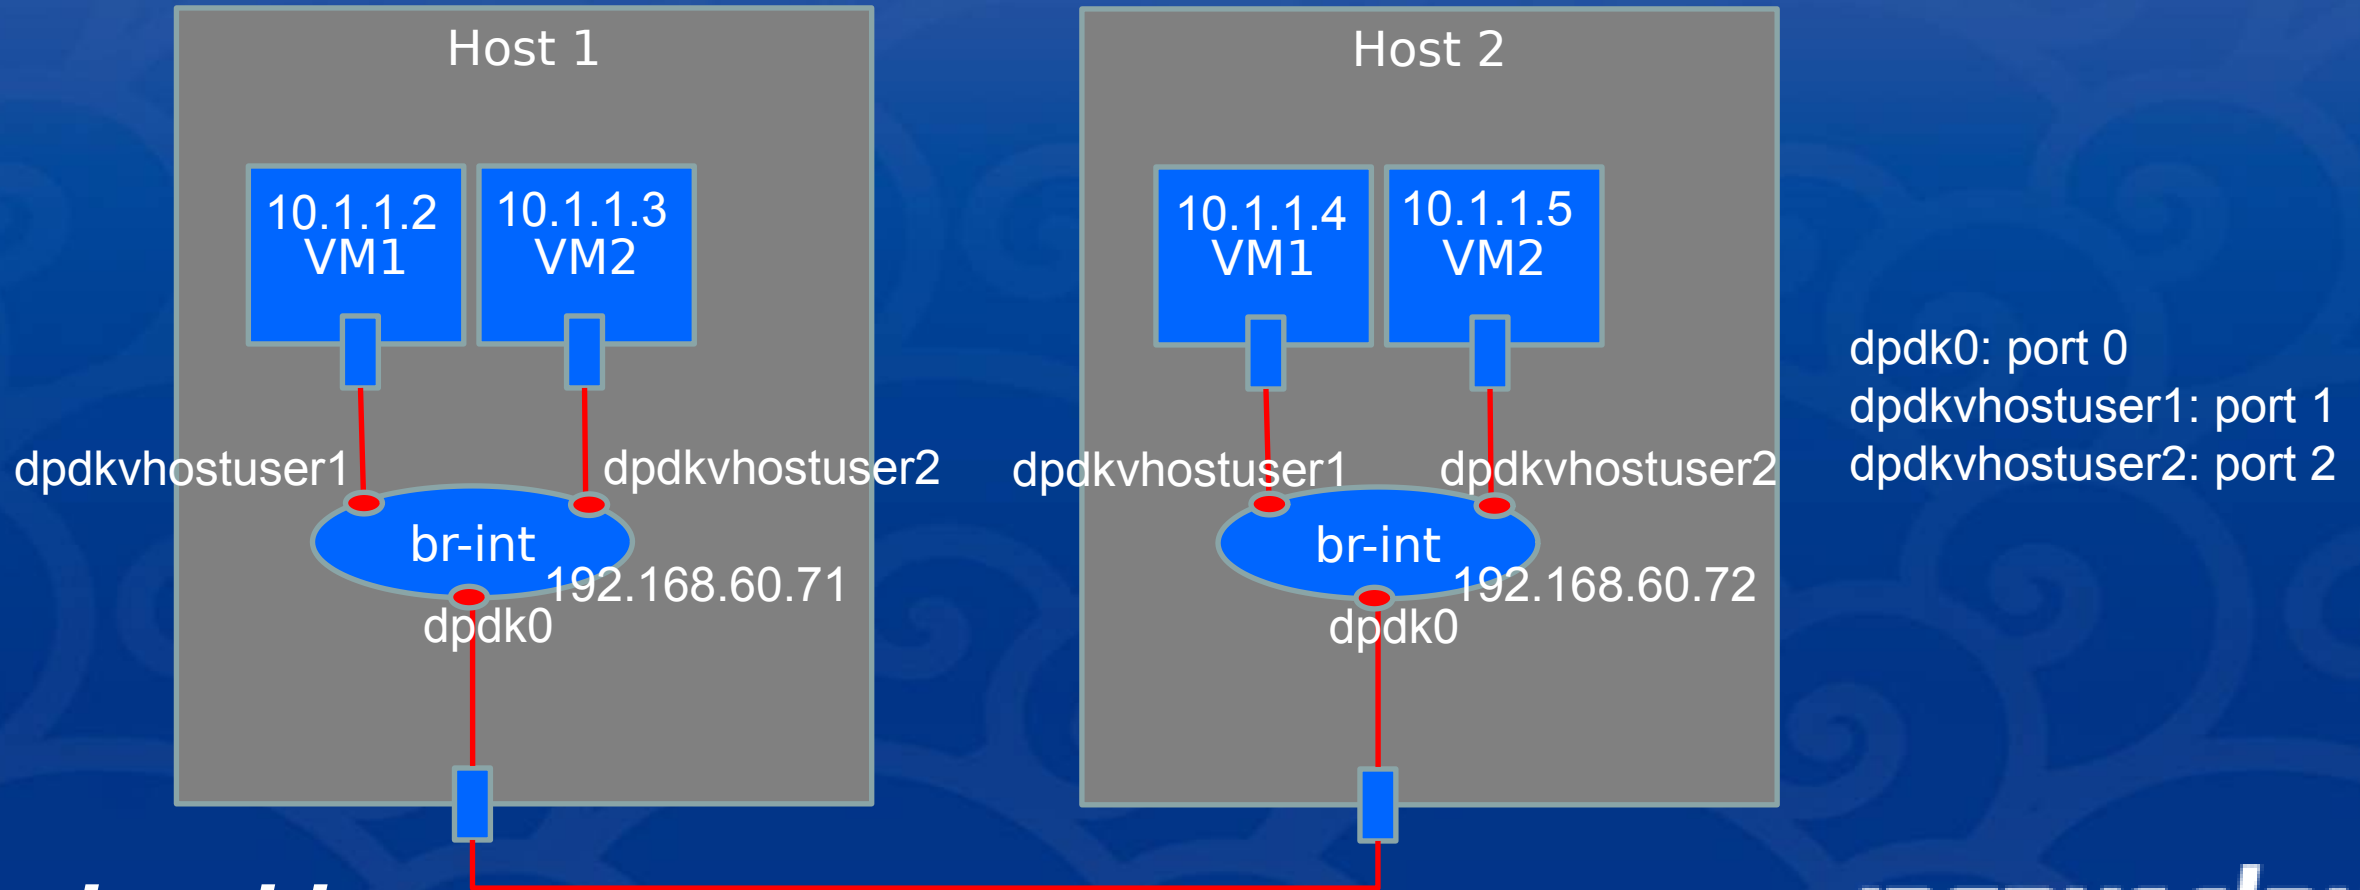 Host 1
10.1.1.2
VM1
10.1.1.3
VM2
dpdkvhostuser1
dpdkvhostuser2
br-int
192.168.60.71
dpdk0
Host 2
10.1.1.4
VM1
10.1.1.5
VM2
dpdkvhostuser1
dpdkvhostuser2
br-int
192.168.60.72
dpdk0
dpdk0: port 0
dpdkvhostuser1: port 1
dpdkvhostuser2: port 2